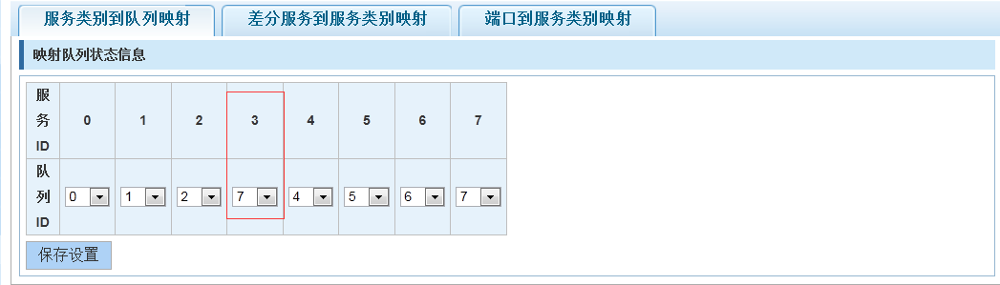 服务类别到队列映射 差分服务到服务类别映射 端口到服务类别映射
映射队列状态信息
服务ID 0 1 2 3 4 5 6 7
队列ID 0 1 2 7 4 5 6 7
保存设置